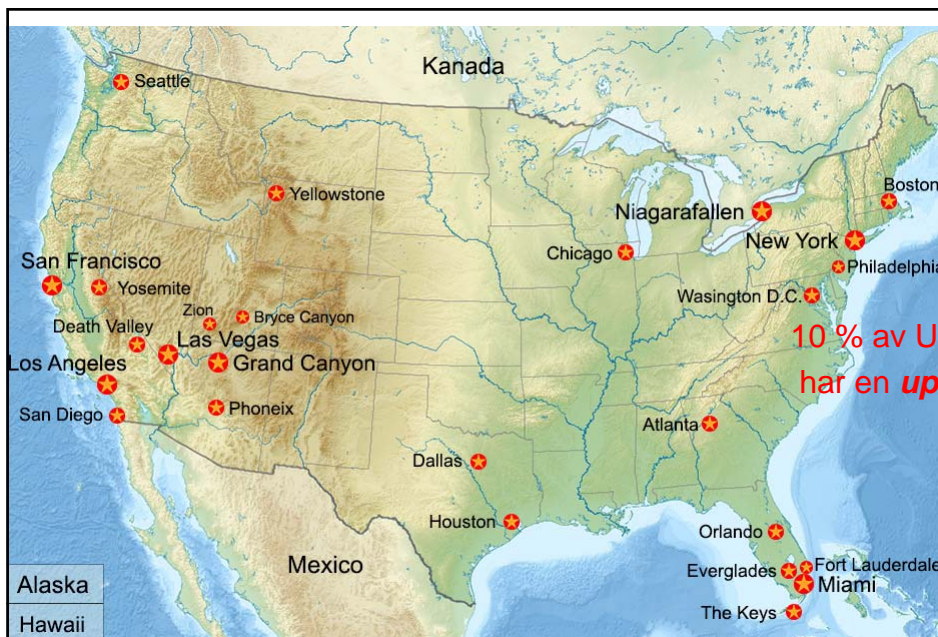 Kanada
Seattle
Yellowstone
Boston
Niagarafallen
New York
Chicago
Philadelphia
San Francisco
Yosemite
Wasington D.C.
Zion
Bryce Canyon
Death Valley
Las Vegas
10 % av U
Los Angeles
Grand Canyon
har en up
San Diego
Phoneix
Atlanta
Dallas
Houston
Orlando
Mexico
Everglades
Fort Lauderdale
Alaska
Miami
The Keys
Hawaii